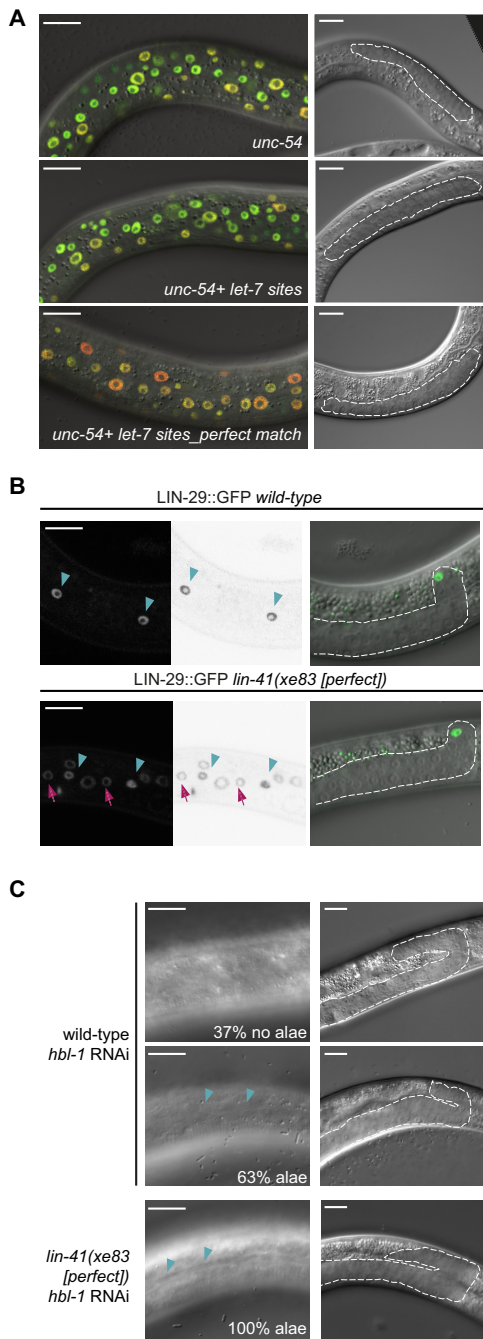 A
unc-54
unc-54+ let-7 sites
unc-54+ let-7 sites_perfect match
B
LIN-29::GFP wild-type
LIN-29::GFP lin-41(xe83 [perfect])
C
wild-type
hbl-1 RNAi
37% no alae
63% alae
lin-41(xe83
[perfect])
hbl-1 RNAi
100% alae